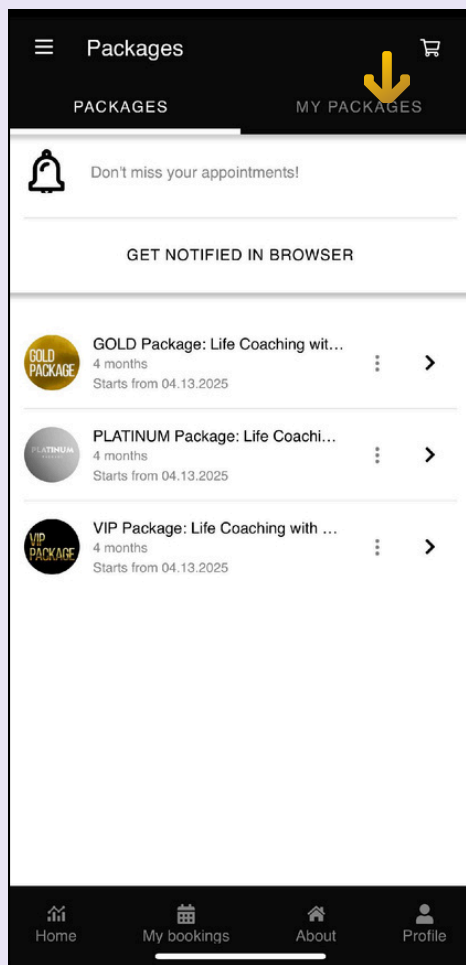 Packages
PACKAGES MY PACKAGES
Don't miss your appointments!
GET NOTIFIED IN BROWSER
GOLD
PACKAGE
GOLD Package: Life Coaching wit...
4 months
Starts from 04.13.2025
PLATINUM
PLATINUM Package: Life Coachi...
4 months
Starts from 04.13.2025
VIP
PACKAGE
VIP Package: Life Coaching with ...
4 months
Starts from 04.13.2025
Home My bookings About Profile